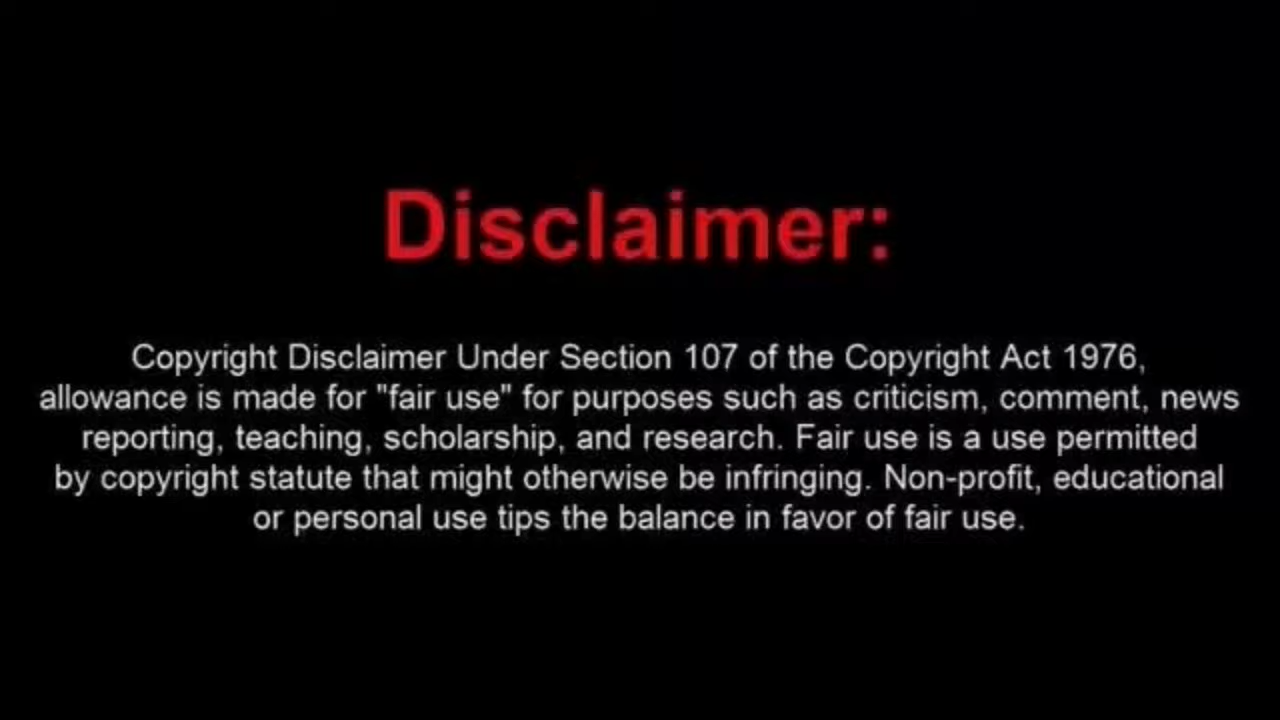 Disclaimer:
Copyright Disclaimer Under Section 107 of the Copyright Act 1976,
allowance is made for "fair use" for purposes such as criticism, comment, news
reporting, teaching, scholarship, and research. Fair use is a use permitted
by copyright statute that might otherwise be infringing. Non-profit, educational
or personal use tips the balance in favor of fair use.